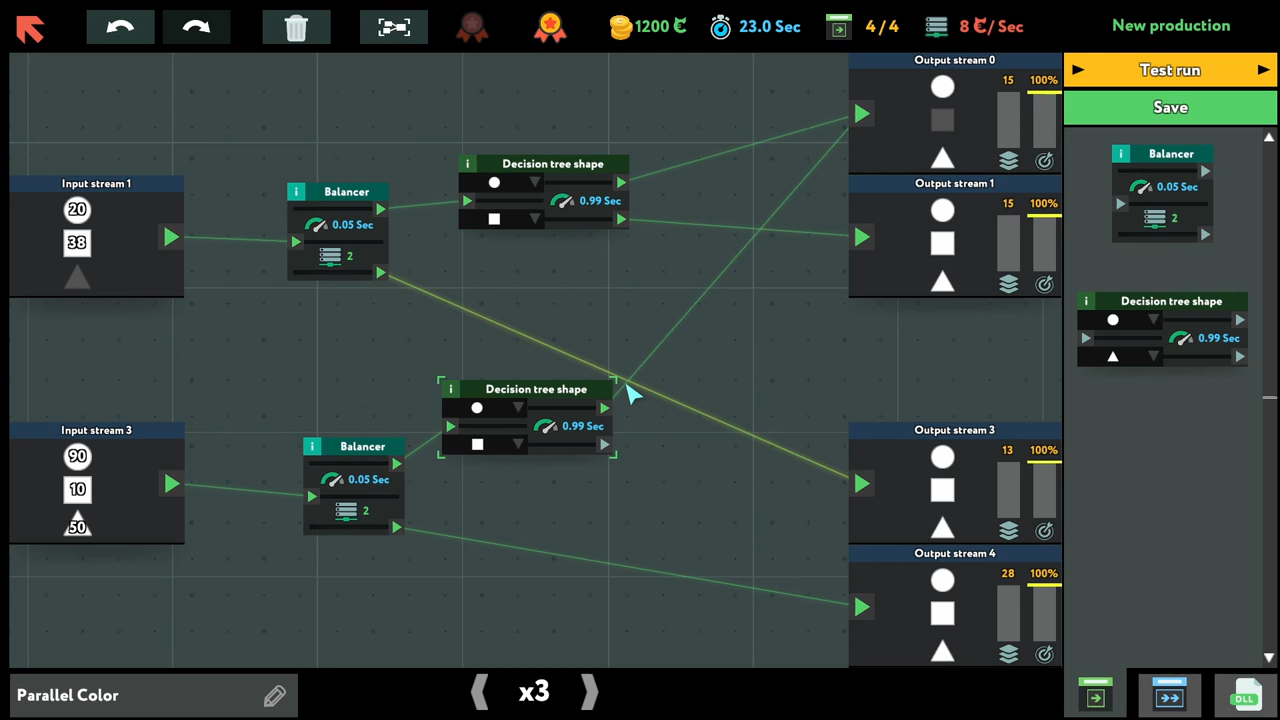 1200
23.0 Sec
4/4
8 €/Sec
New production
Test run
Save
Output stream 0
15
100%
Output stream 1
15
100%
Output stream 3
13
100%
Output stream 4
28
100%
Input stream 1
20
38
Input stream 3
90
10
50
i Balancer
0.05 Sec
2
i Decision tree shape
0.99 Sec
i Decision tree shape
0.99 Sec
i Balancer
0.05 Sec
2
i Balancer
0.05 Sec
2
i Decision tree shape
0.99 Sec
Parallel Color
x3
DLL